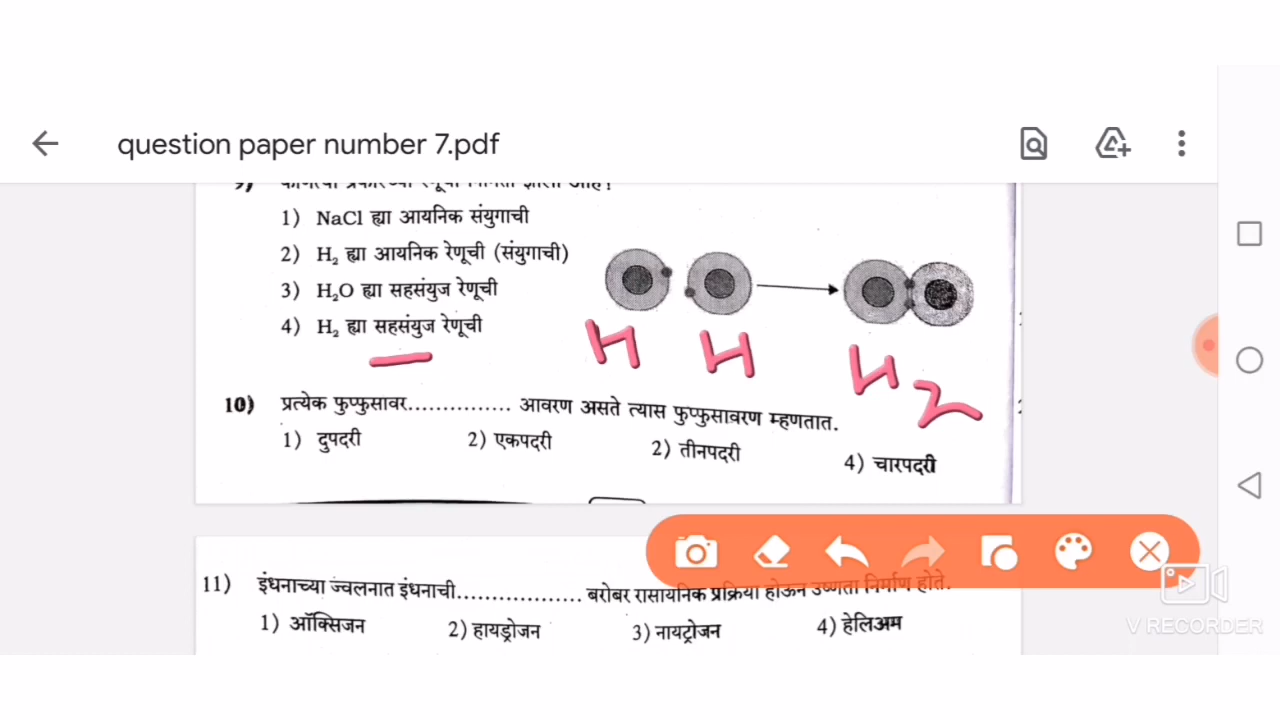 question paper number 7.pdf
9)
1) NaCl ह्या आयनिक संयुगाची
2) H₂ ह्या आयनिक रेणूची (संयुगाची)
3) H₂O ह्या सहसंयुज रेणूची
4) H₂ ह्या सहसंयुज रेणूची
H H H2
10) प्रत्येक फुप्फुसावर............... आवरण असते त्यास फुप्फुसावरण म्हणतात.
1) दुपदरी 2) एकपदरी 2) तीनपदरी 4) चारपदरी
11) इंधनाच्या ज्वलनात इंधनाची.................. बरोबर रासायनिक प्रक्रिया होऊन उष्णता निर्माण होते.
1) ऑक्सिजन 2) हायड्रोजन 3) नायट्रोजन 4) हेलिअम
V RECORDER